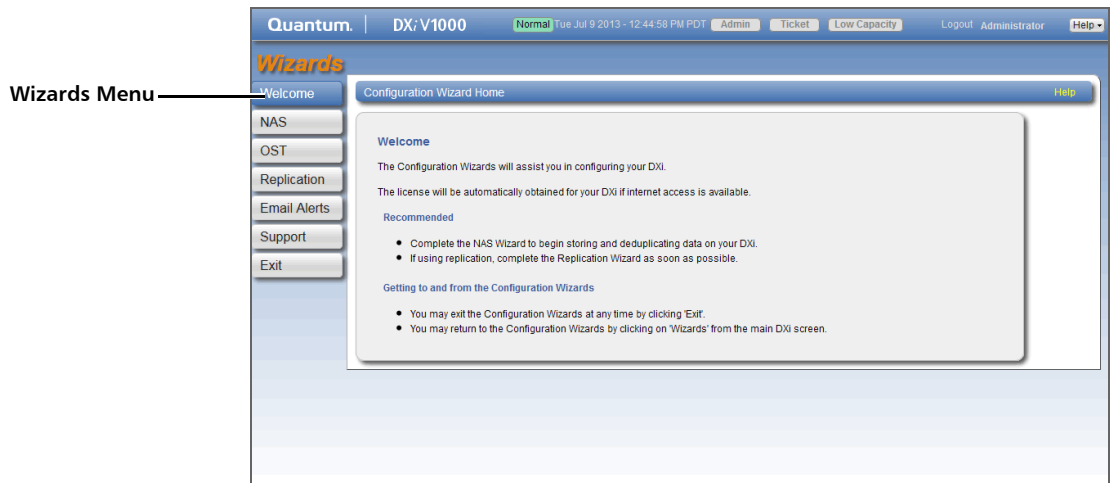 Quantum. DXi V1000 Normal Tue Jul 9 2013 - 12:44:58 PM PDT Admin Ticket Low Capacity Logout Administrator Help
Wizards
Wizards Menu
Welcome
NAS
OST
Replication
Email Alerts
Support
Exit
Configuration Wizard Home Help
Welcome
The Configuration Wizards will assist you in configuring your DXi.
The license will be automatically obtained for your DXi if internet access is available.
Recommended
Complete the NAS Wizard to begin storing and deduplicating data on your DXi.
If using replication, complete the Replication Wizard as soon as possible.
Getting to and from the Configuration Wizards
You may exit the Configuration Wizards at any time by clicking 'Exit'.
You may return to the Configuration Wizards by clicking on 'Wizards' from the main DXi screen.